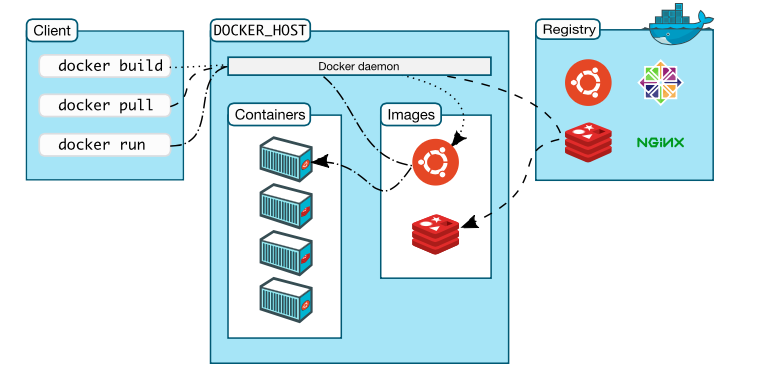 Client
docker build
docker pull
docker run
DOCKER_HOST
Docker daemon
Containers
Images
Registry
NGINX